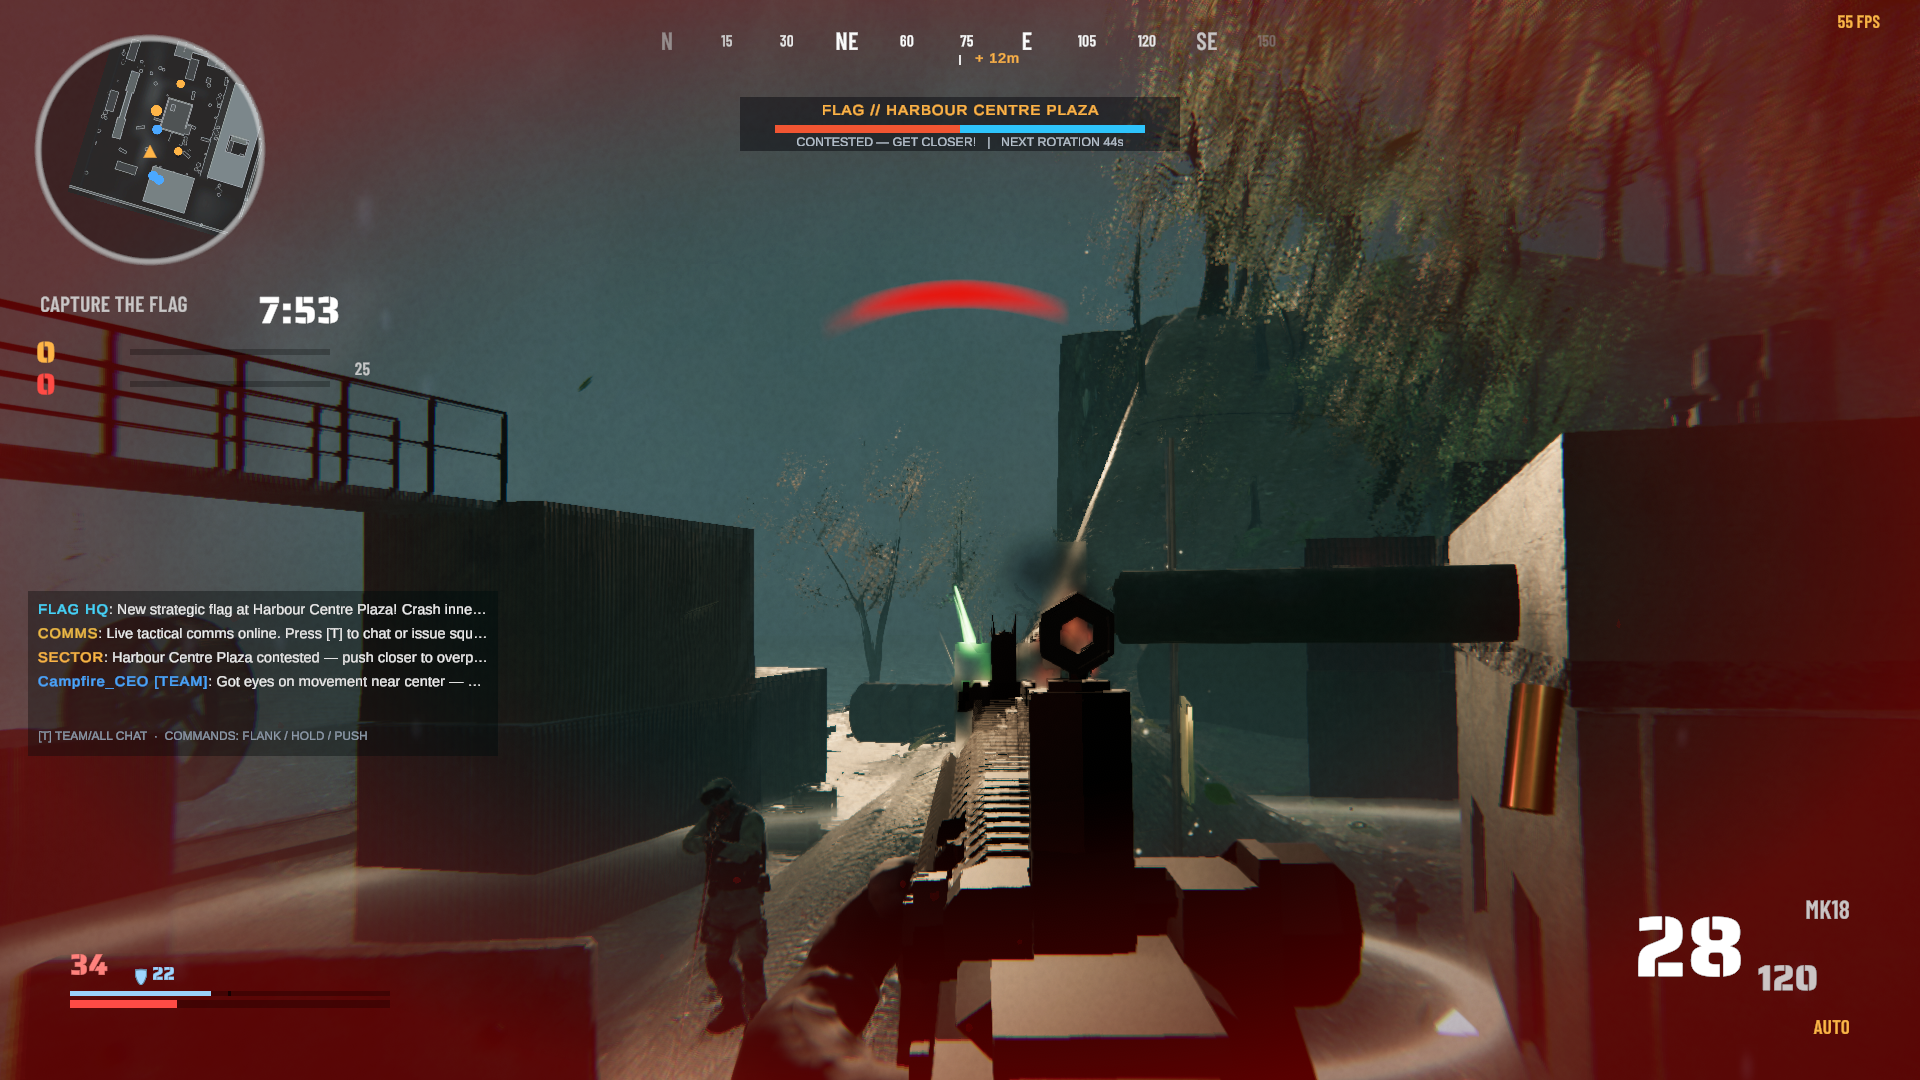 55 FPS
N 15 30 NE 60 75 E 105 120 SE 150
+ 12m
FLAG // HARBOUR CENTRE PLAZA
CONTESTED — GET CLOSER! | NEXT ROTATION 44s
CAPTURE THE FLAG 7:53
0
25
0
FLAG HQ: New strategic flag at Harbour Centre Plaza! Crash inne...
COMMS: Live tactical comms online. Press [T] to chat or issue squ...
SECTOR: Harbour Centre Plaza contested — push closer to overp...
Campfire_CEO [TEAM]: Got eyes on movement near center — ...
[T] TEAM/ALL CHAT · COMMANDS: FLANK / HOLD / PUSH
34 22
MK18
28 120
AUTO